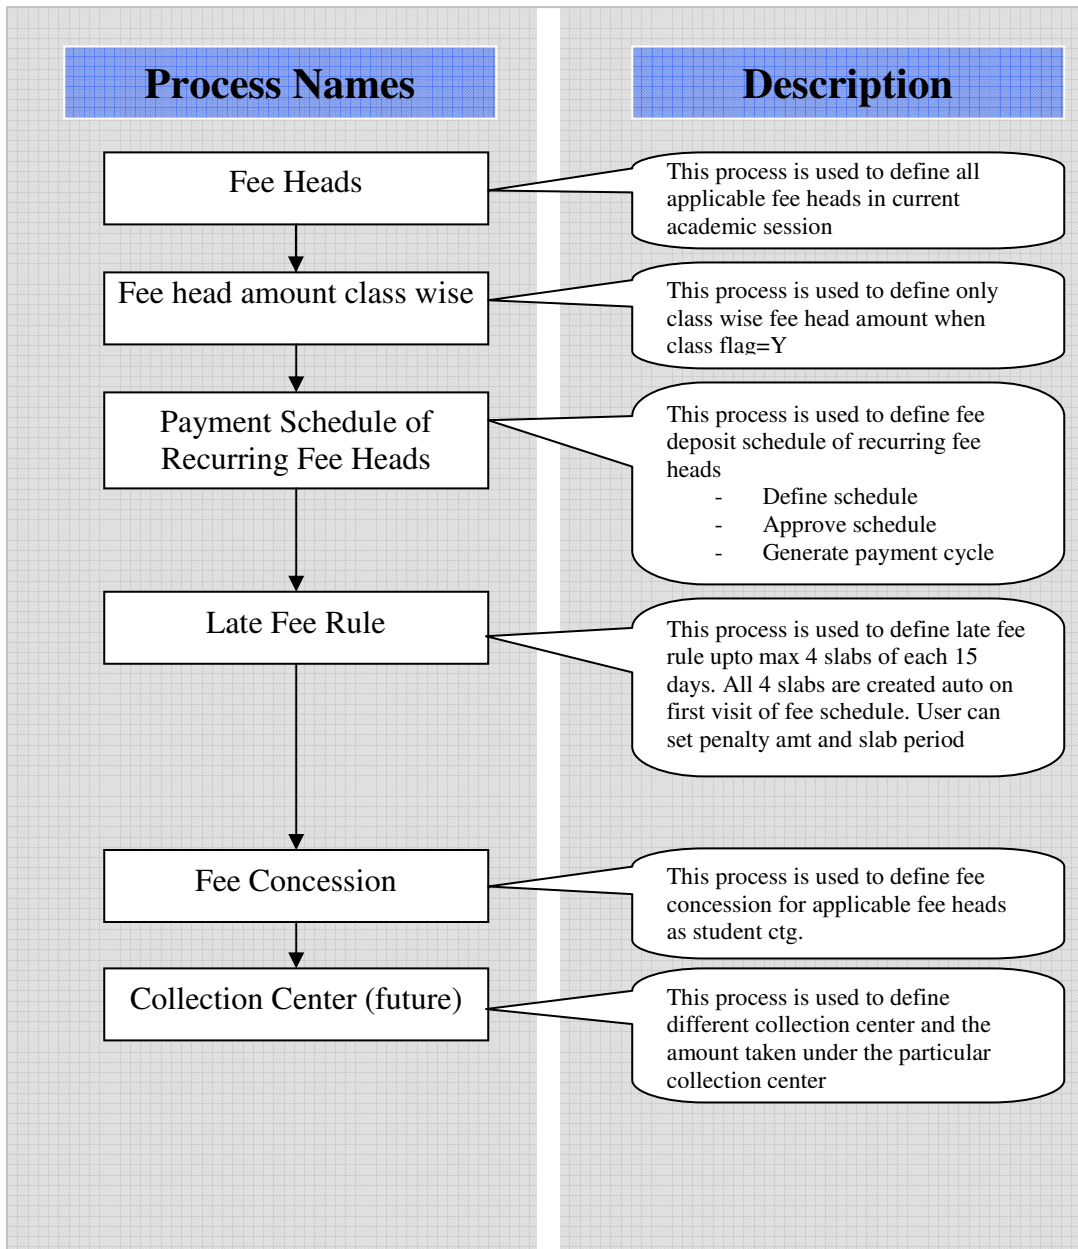 Process Names
Description
Fee Heads
This process is used to define all
applicable fee heads in current
academic session
Fee head amount class wise
This process is used to define only
class wise fee head amount when
class flag=Y
Payment Schedule of
Recurring Fee Heads
This process is used to define fee
deposit schedule of recurring fee
heads
- Define schedule
- Approve schedule
- Generate payment cycle
Late Fee Rule
This process is used to define late fee
rule upto max 4 slabs of each 15
days. All 4 slabs are created auto on
first visit of fee schedule. User can
set penalty amt and slab period
Fee Concession
This process is used to define fee
concession for applicable fee heads
as student ctg.
Collection Center (future)
This process is used to define
different collection center and the
amount taken under the particular
collection center